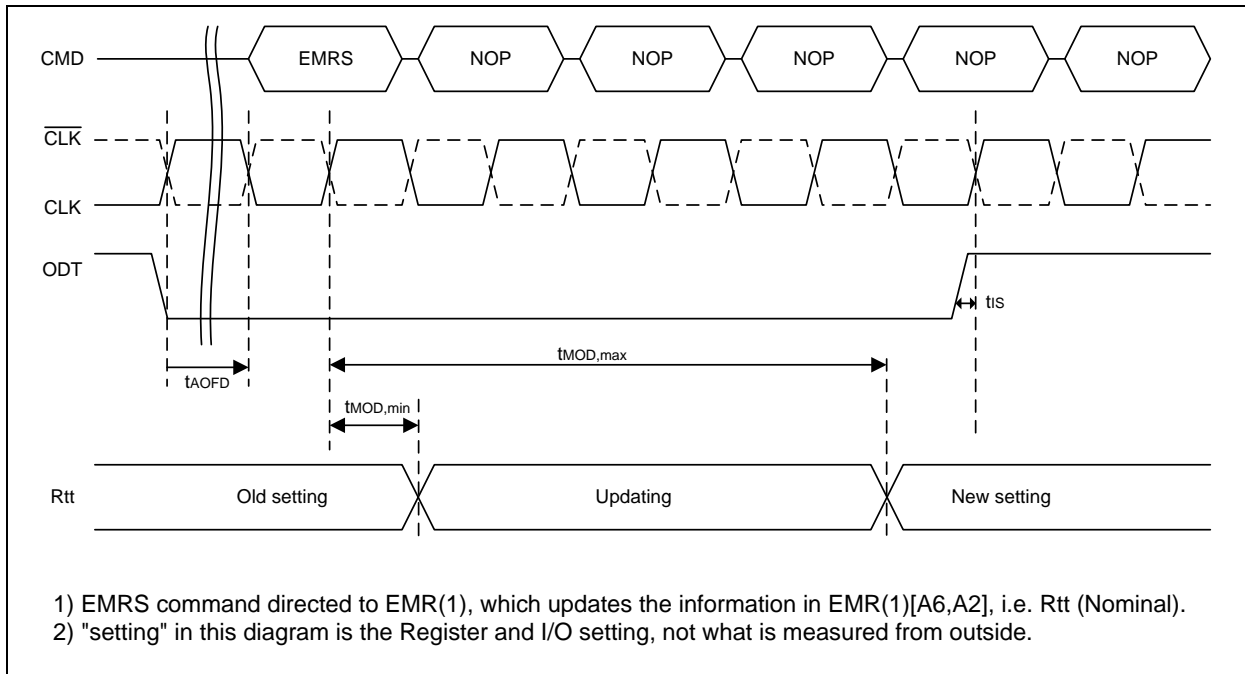 CMD EMRS NOP NOP NOP NOP NOP
CLK
CLK
ODT
tIS
tMOD,max
tAOFD
tMOD,min
Rtt Old setting Updating New setting
1) EMRS command directed to EMR(1), which updates the information in EMR(1)[A6,A2], i.e. Rtt (Nominal).
2) "setting" in this diagram is the Register and I/O setting, not what is measured from outside.